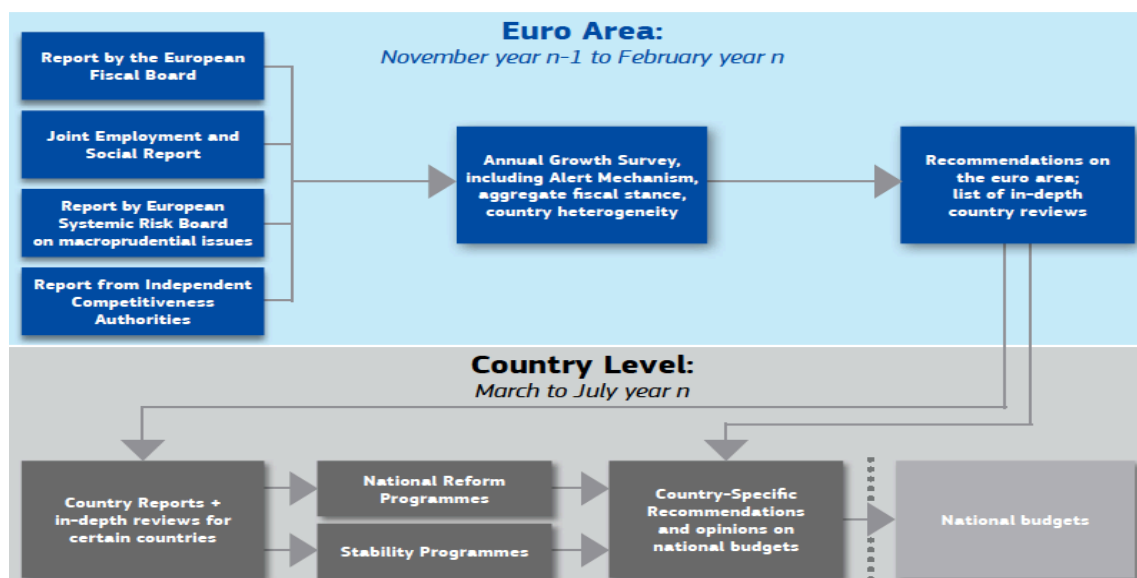 Euro Area:
November year n-1 to February year n
Report by the European
Fiscal Board
Joint Employment and
Social Report
Report by European
Systemic Risk Board
on macroprudential issues
Report from Independent
Competitiveness
Authorities
Annual Growth Survey,
including Alert Mechanism,
aggregate fiscal stance,
country heterogeneity
Recommendations on
the euro area;
list of in-depth
country reviews
Country Level:
March to July year n
Country Reports +
in-depth reviews for
certain countries
National Reform
Programmes
Stability Programmes
Country-Specific
Recommendations
and opinions on
national budgets
National budgets